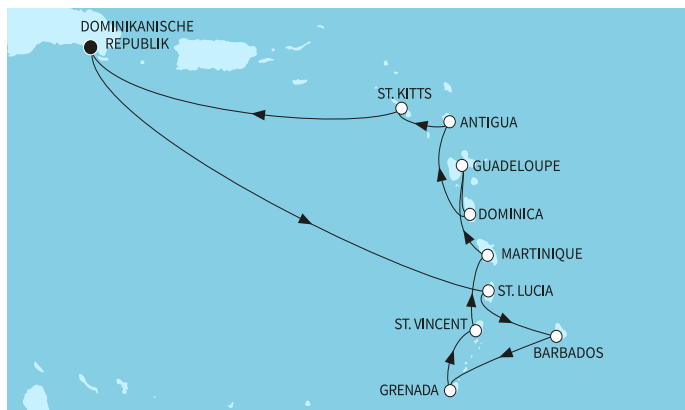 DOMINIKANISCHE
REPUBLIK
ST. KITTS
ANTIGUA
GUADELOUPE
DOMINICA
MARTINIQUE
ST. LUCIA
ST. VINCENT
BARBADOS
GRENADA